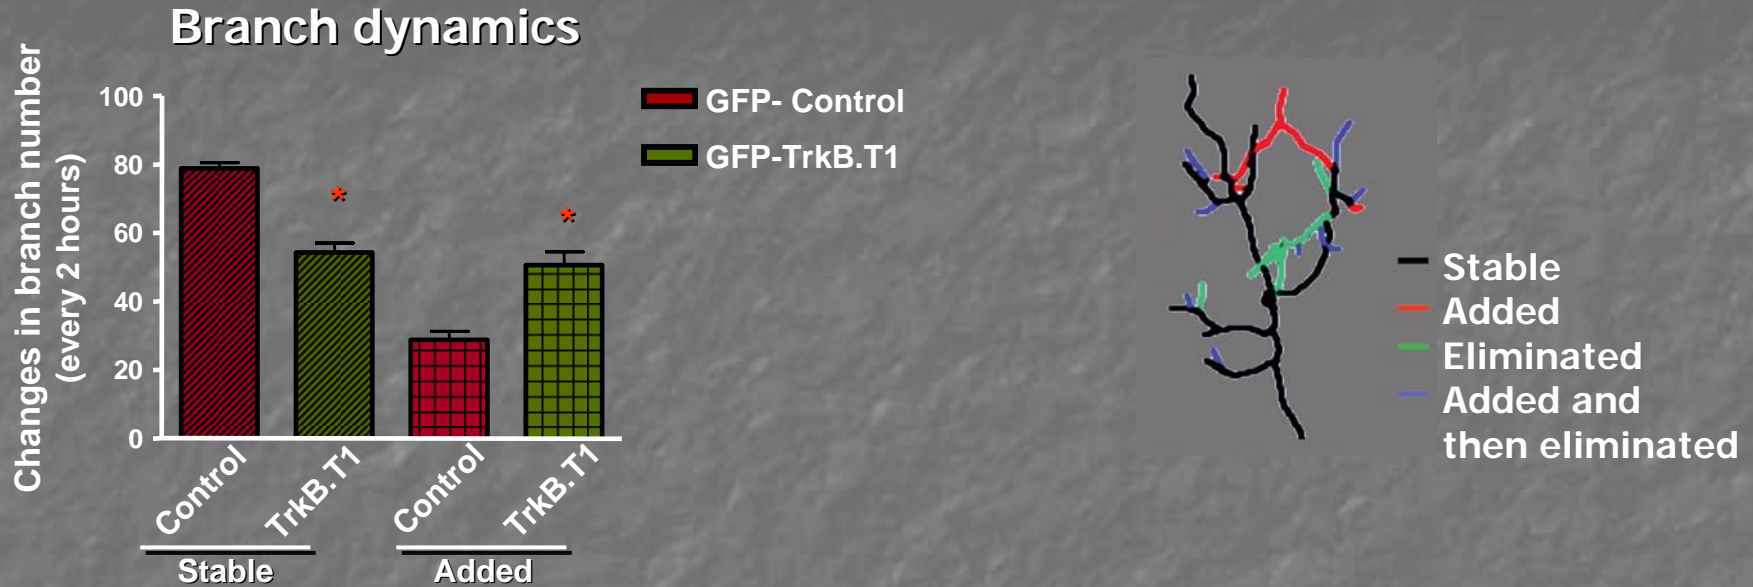 Branch dynamics
Changes in branch number
(every 2 hours)
100
80
60
40
20
0
*
*
Control
TrkB.T1
Control
TrkB.T1
Stable
Added
GFP- Control
GFP-TrkB.T1
Stable
Added
Eliminated
Added and
then eliminated